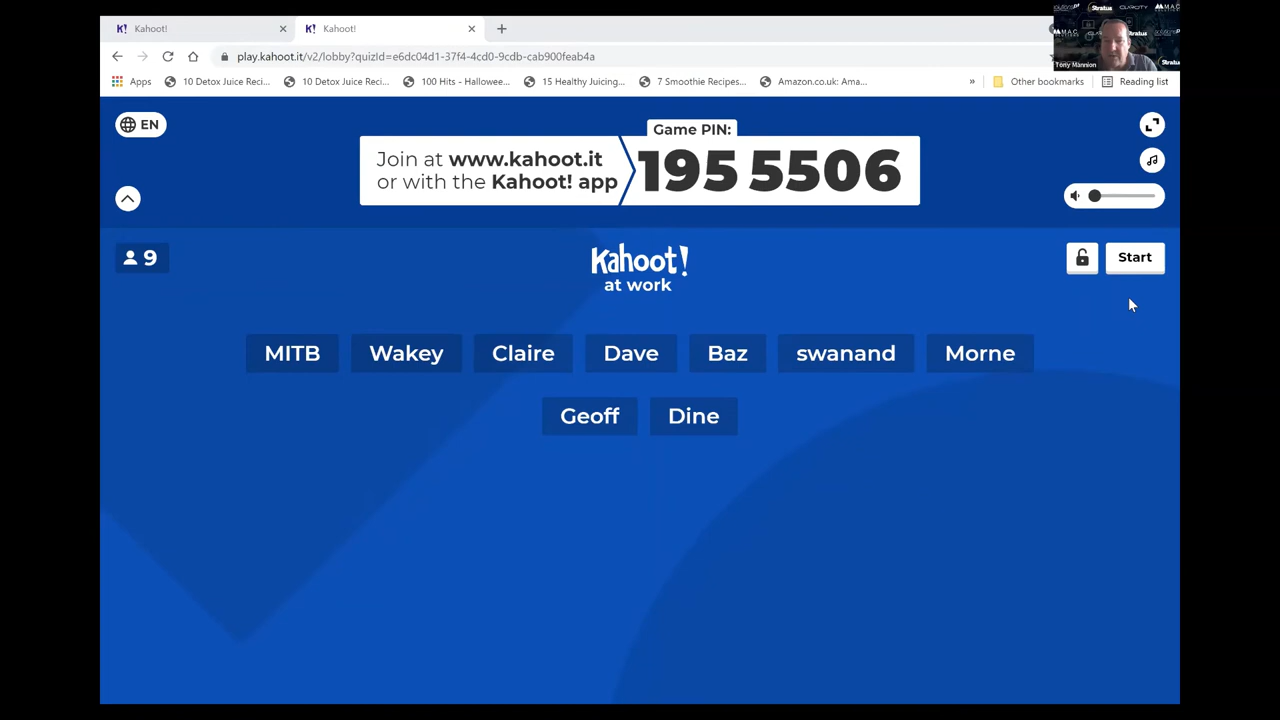 Kahoot!
Kahoot!
play.kahoot.it/v2/lobby?quizId=e6dc04d1-37f4-4cd0-9cdb-cab900feab4a
Apps 10 Detox Juice Reci... 10 Detox Juice Reci... 100 Hits - Hallowee... 15 Healthy Juicing... 7 Smoothie Recipes... Amazon.co.uk: Ama... » Other bookmarks Reading list
Tony Mannion
Stratus
EN
Game PIN:
Join at www.kahoot.it
or with the Kahoot! app
195 5506
9
Kahoot!
at work
Start
MITB Wakey Claire Dave Baz swanand Morne
Geoff Dine